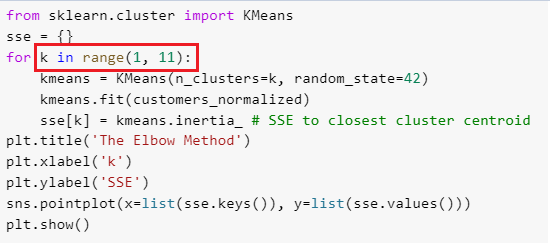 from sklearn.cluster import KMeans
sse = {}
for k in range(1, 11):
    kmeans = KMeans(n_clusters=k, random_state=42)
    kmeans.fit(customers_normalized)
    sse[k] = kmeans.inertia_ # SSE to closest cluster centroid
plt.title('The Elbow Method')
plt.xlabel('k')
plt.ylabel('SSE')
sns.pointplot(x=list(sse.keys()), y=list(sse.values()))
plt.show()